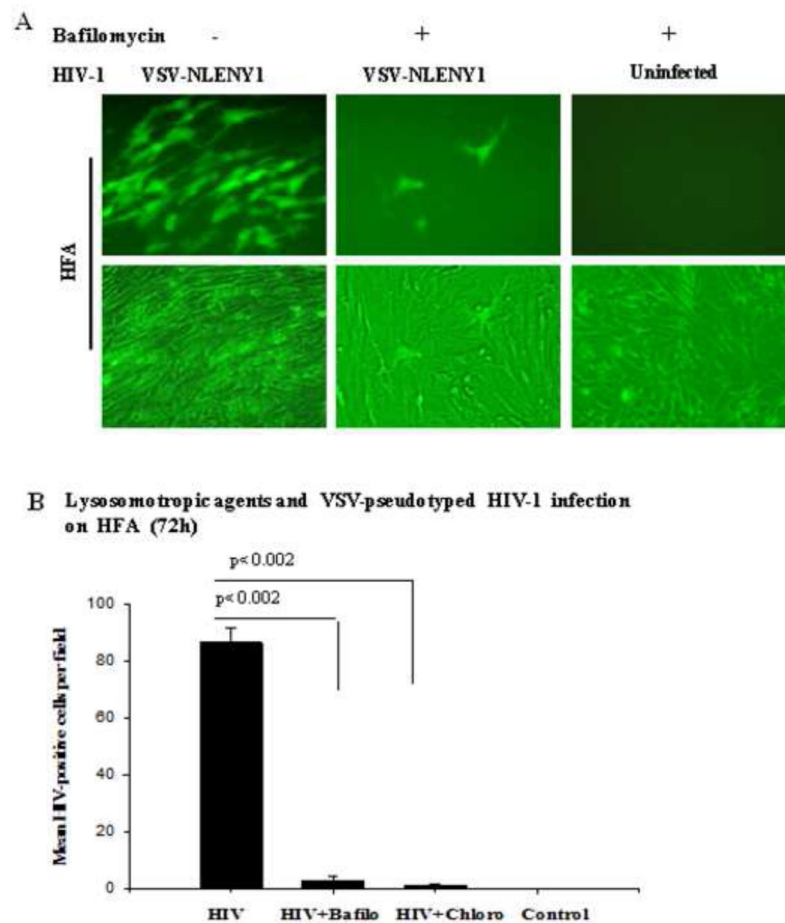 A
Bafilomycin - + +
HIV-1 VSV-NLENY1 VSV-NLENY1 Uninfected
HFA
B Lysosomotropic agents and VSV-pseudotyped HIV-1 infection
on HFA (72h)
p<0.002
p<0.002
Mean HIV-positive cells per field
100
80
60
40
20
0
HIV HIV+Bafilo HIV+Chloro Control